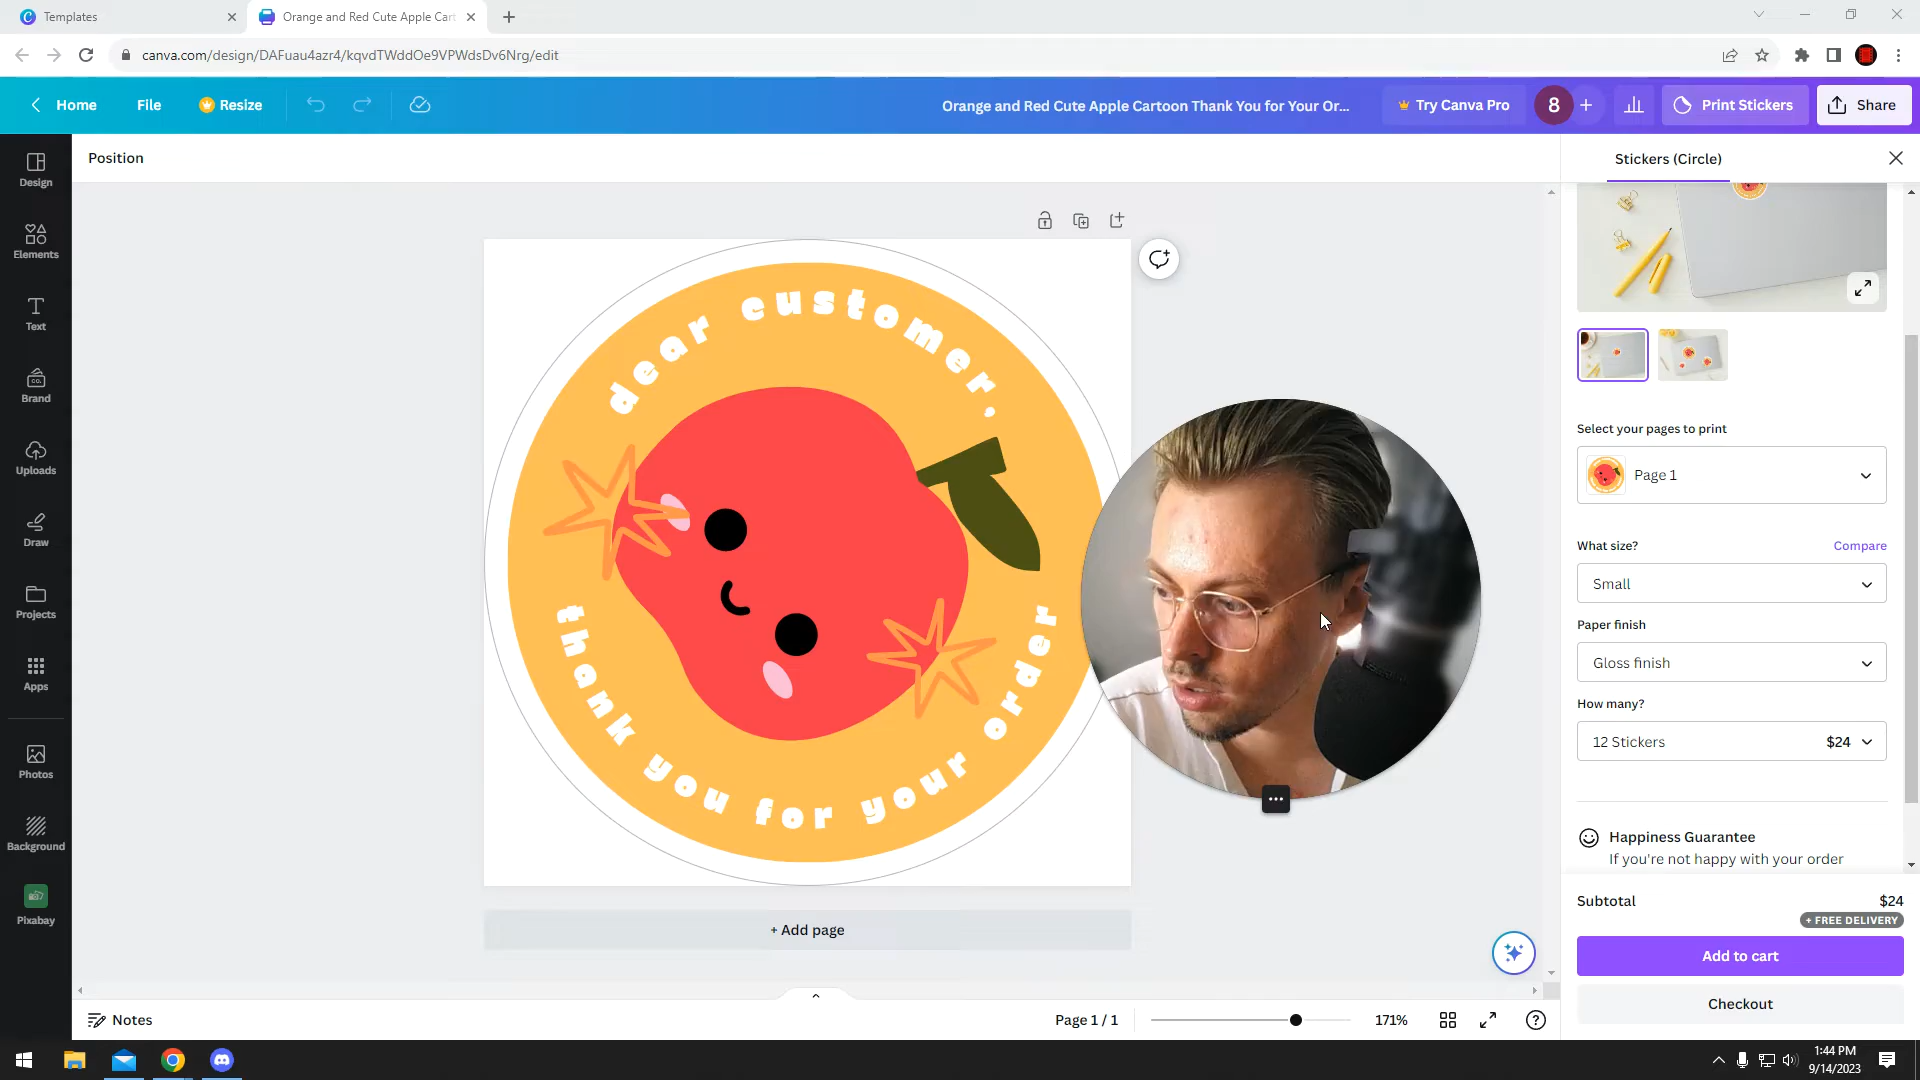 Templates
Orange and Red Cute Apple Cart
canva.com/design/DAFuau4azr4/kqvdTWddOe9VPWdsDv6Nrg/edit
Home
File
Resize
Orange and Red Cute Apple Cartoon Thank You for Your Or...
Try Canva Pro
8
Print Stickers
Share
Design
Elements
Text
Brand
Uploads
Draw
Projects
Apps
Photos
Background
Pixabay
Position
dear customer.
thank you for your order
+ Add page
Notes
Page 1 / 1
171%
Stickers (Circle)
Select your pages to print
Page 1
What size?
Compare
Small
Paper finish
Gloss finish
How many?
12 Stickers $24
Happiness Guarantee
If you're not happy with your order
Subtotal $24
+ FREE DELIVERY
Add to cart
Checkout
1:44 PM
9/14/2023